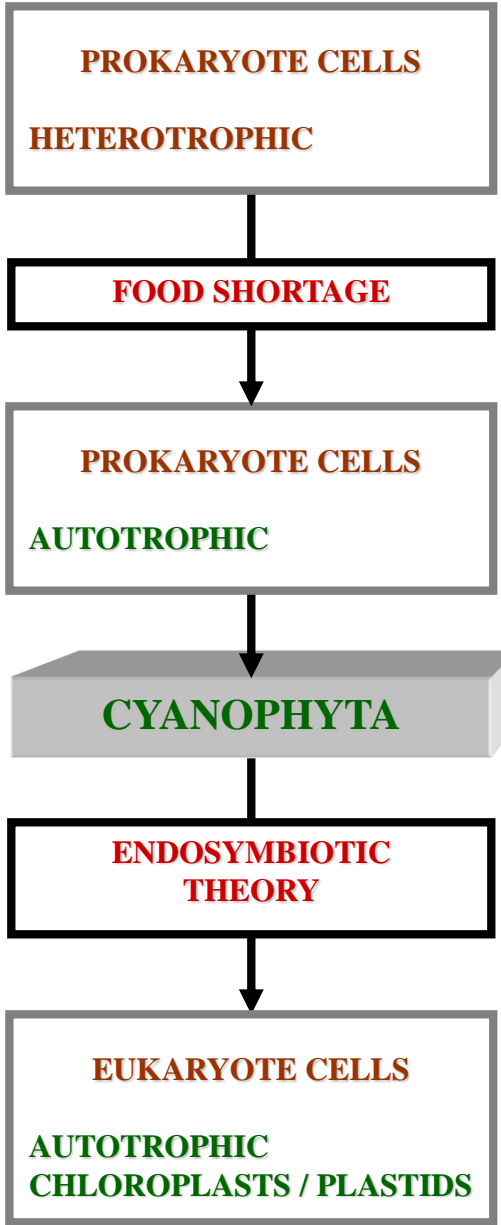 PROKARYOTE CELLS
HETEROTROPHIC
FOOD SHORTAGE
PROKARYOTE CELLS
AUTOTROPHIC
CYANOPHYTA
ENDOSYMBIOTIC
THEORY
EUKARYOTE CELLS
AUTOTROPHIC
CHLOROPLASTS / PLASTIDS